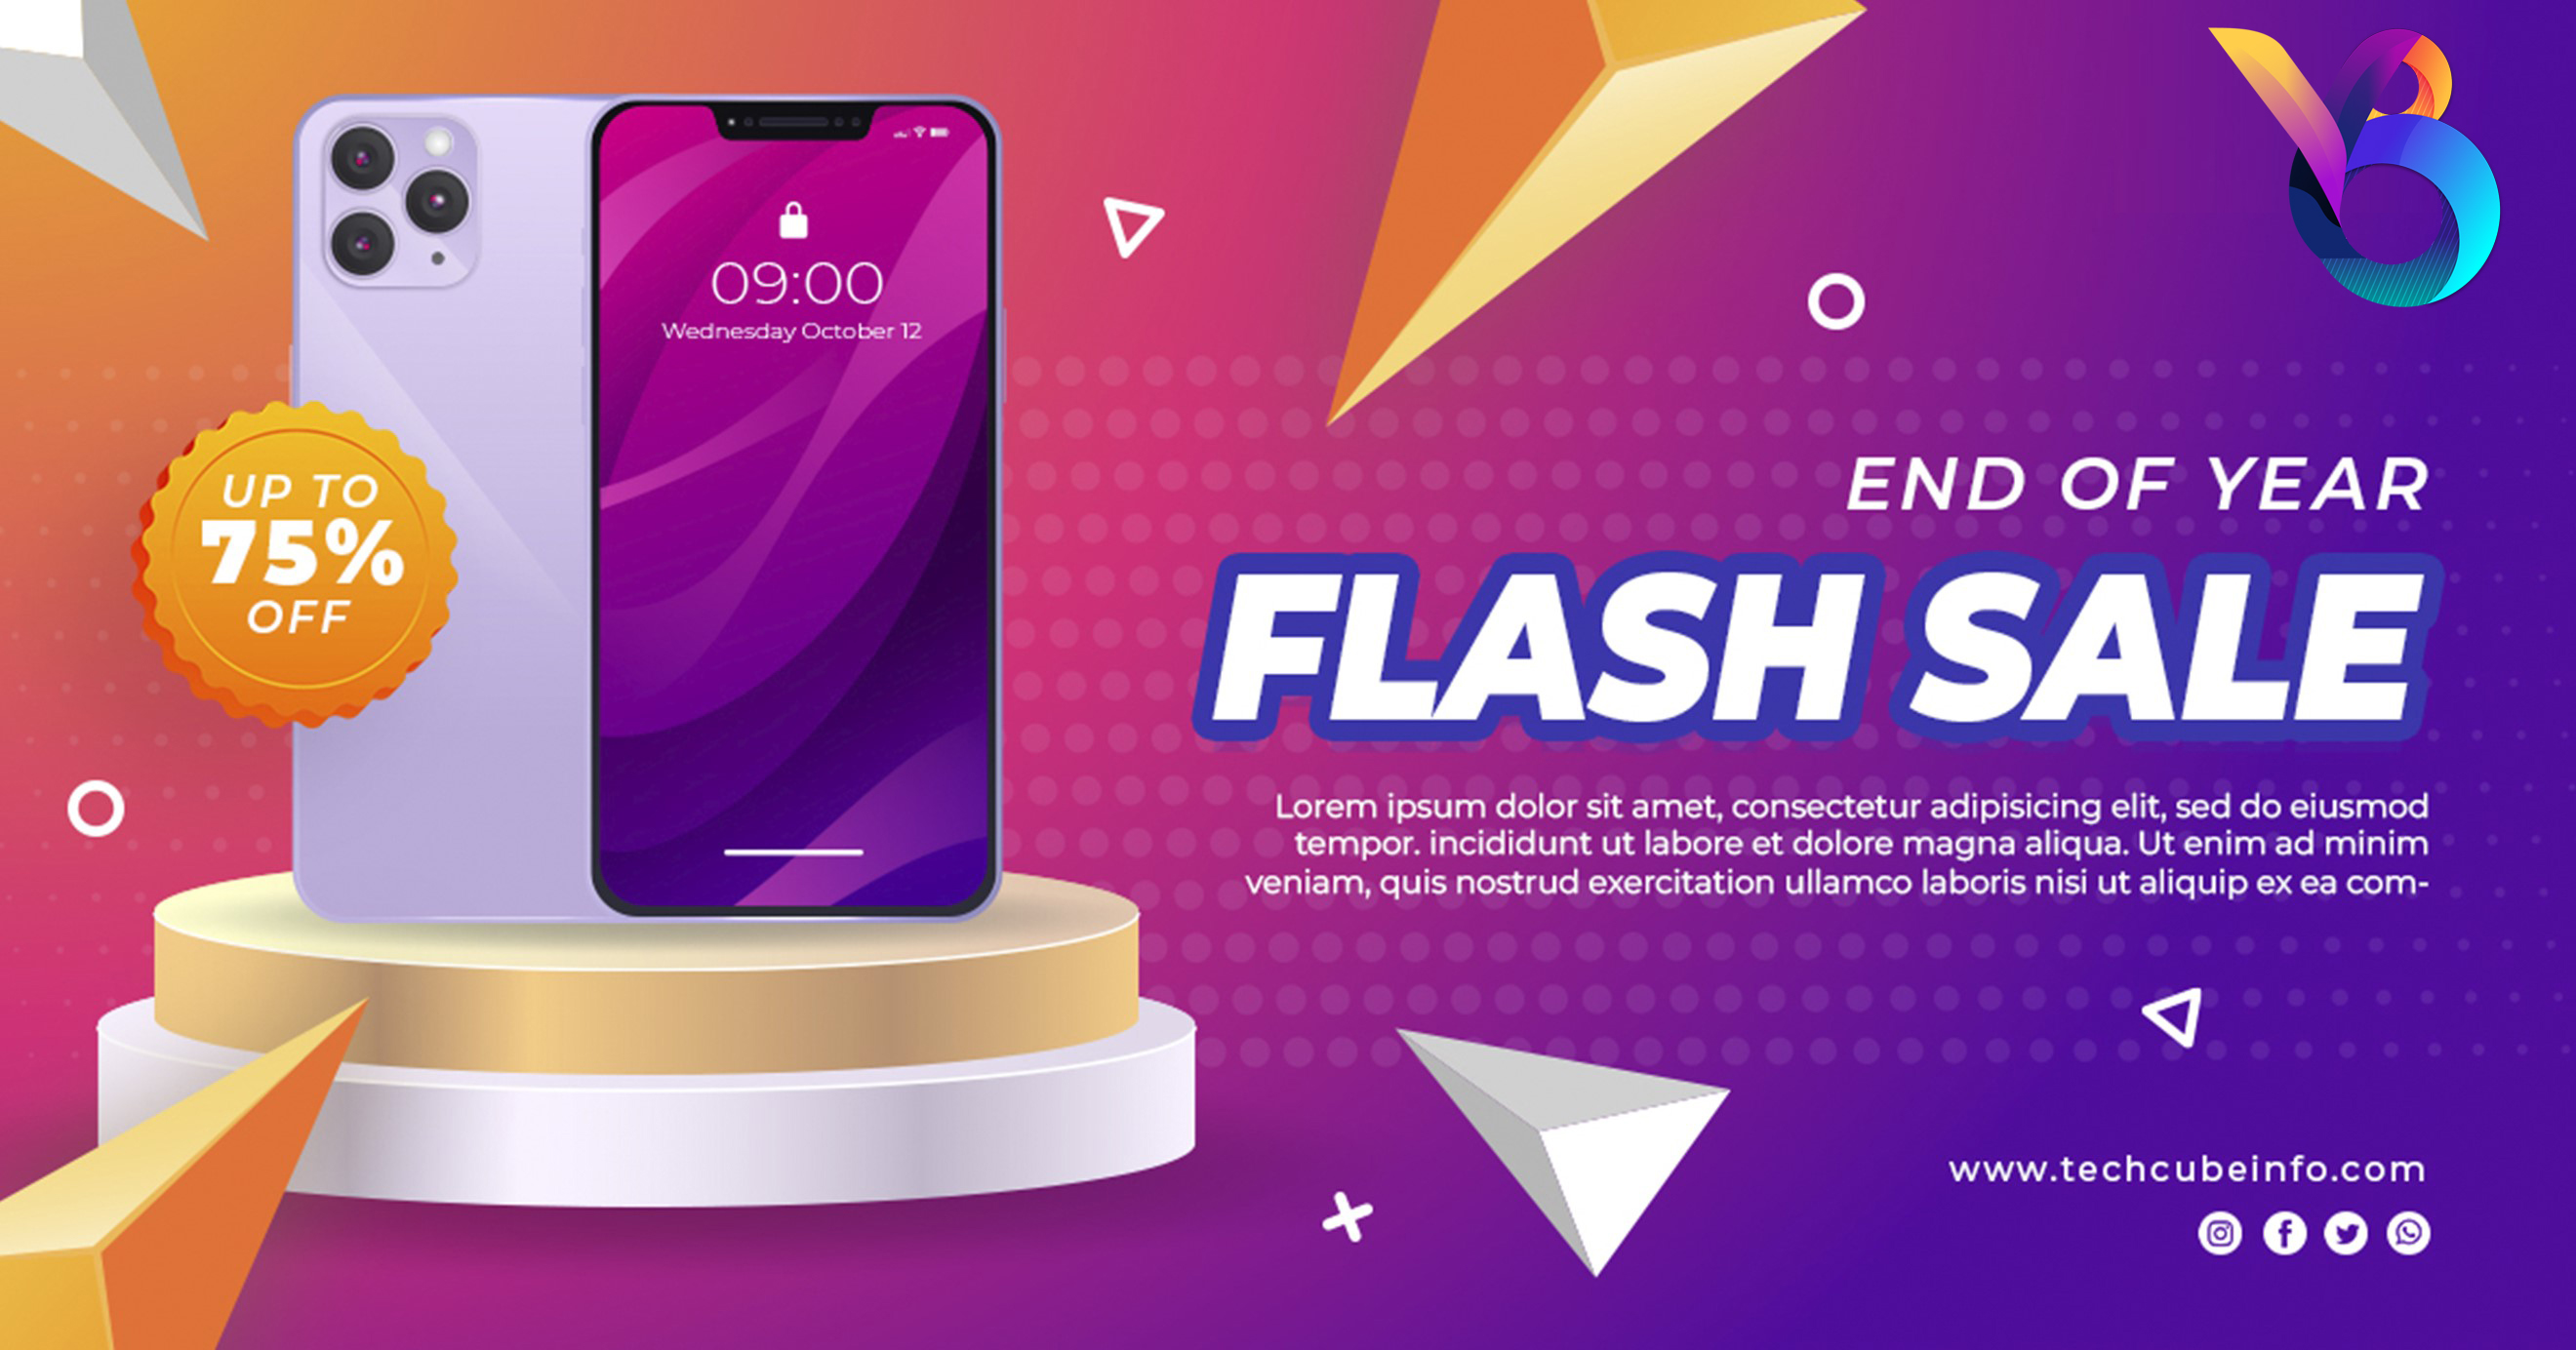 09:00
Wednesday October 12
UP TO
75%
OFF
END OF YEAR
FLASH SALE
Lorem ipsum dolor sit amet, consectetur adipisicing elit, sed do eiusmod
tempor. incididunt ut labore et dolore magna aliqua. Ut enim ad minim
veniam, quis nostrud exercitation ullamco laboris nisi ut aliquip ex ea com-
www.techcubeinfo.com